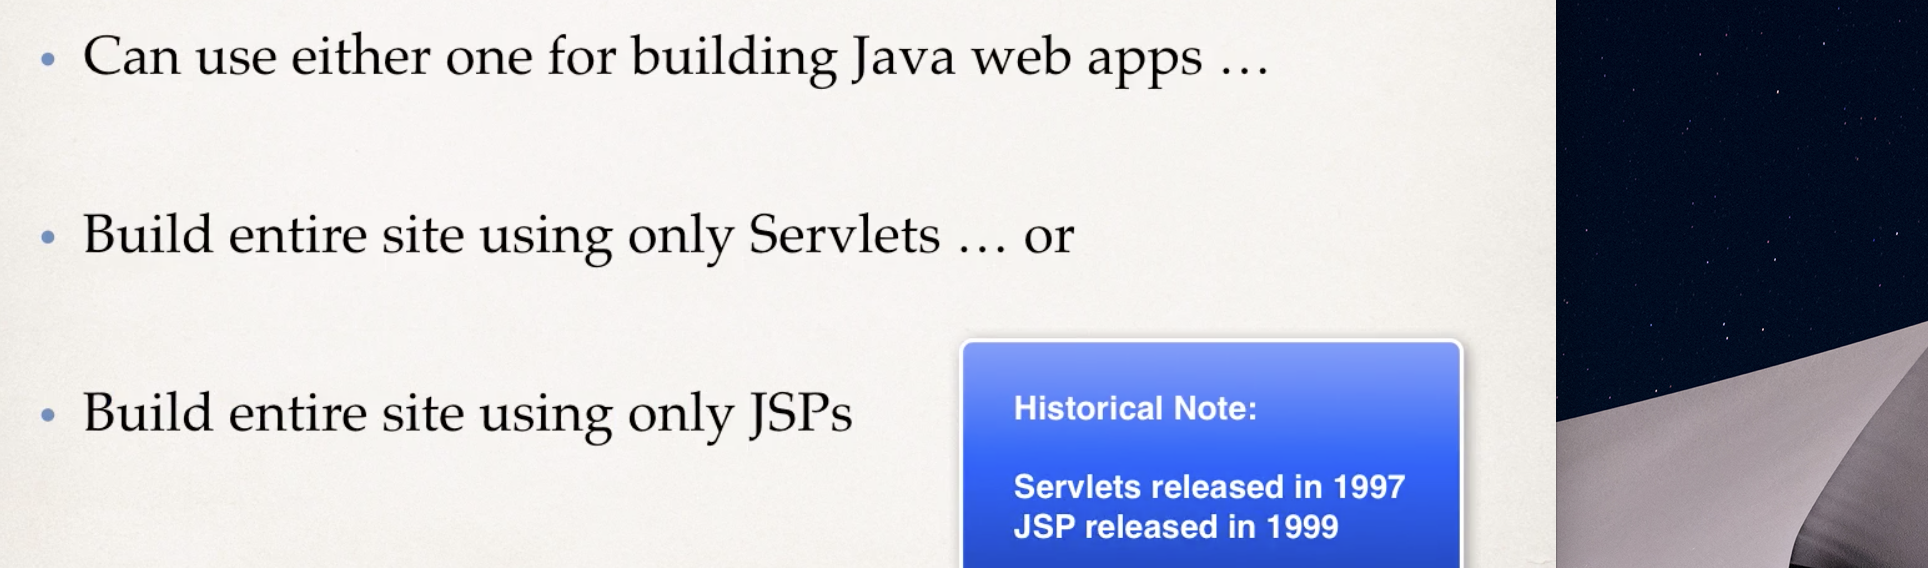 • Can use either one for building Java web apps …
• Build entire site using only Servlets … or
• Build entire site using only JSPs
Historical Note:
Servlets released in 1997
JSP released in 1999